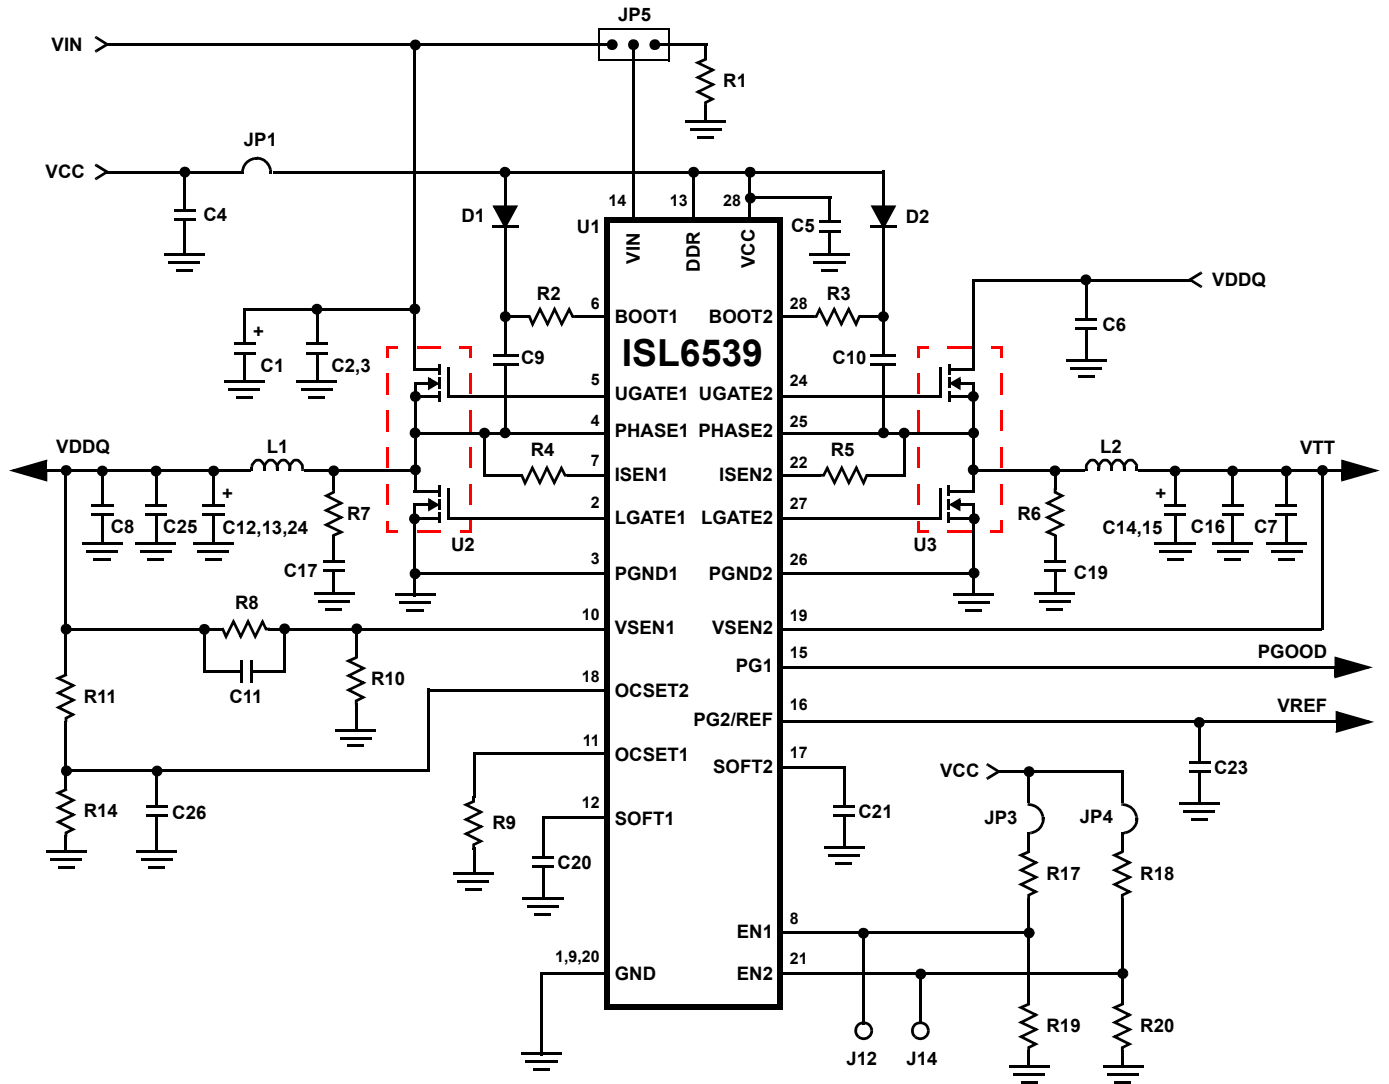 JP5
VIN
R1
JP1
VCC
C4
D1
14
13
28
U1
C5
D2
VIN
DDR
VCC
VDDQ
R2
6
BOOT1
BOOT2
28
R3
C6
+
C1
C2,3
C9
ISL6539
C10
5
UGATE1
UGATE2
24
4
PHASE1
PHASE2
25
VDDQ
L1
R4
7
ISEN1
ISEN2
22
R5
L2
VTT
+
C8
C25
C12,13,24
R7
2
LGATE1
LGATE2
27
R6
+
C14,15
C16
C7
U2
U3
C17
3
PGND1
PGND2
26
C19
R8
10
VSEN1
VSEN2
19
C11
R10
PG1
15
PGOOD
R11
18
OCSET2
PG2/REF
16
VREF
11
OCSET1
SOFT2
17
VCC
C23
R14
C26
R9
12
SOFT1
C21
JP3
JP4
C20
R17
R18
EN1
8
1,9,20
GND
EN2
21
R19
R20
J12
J14